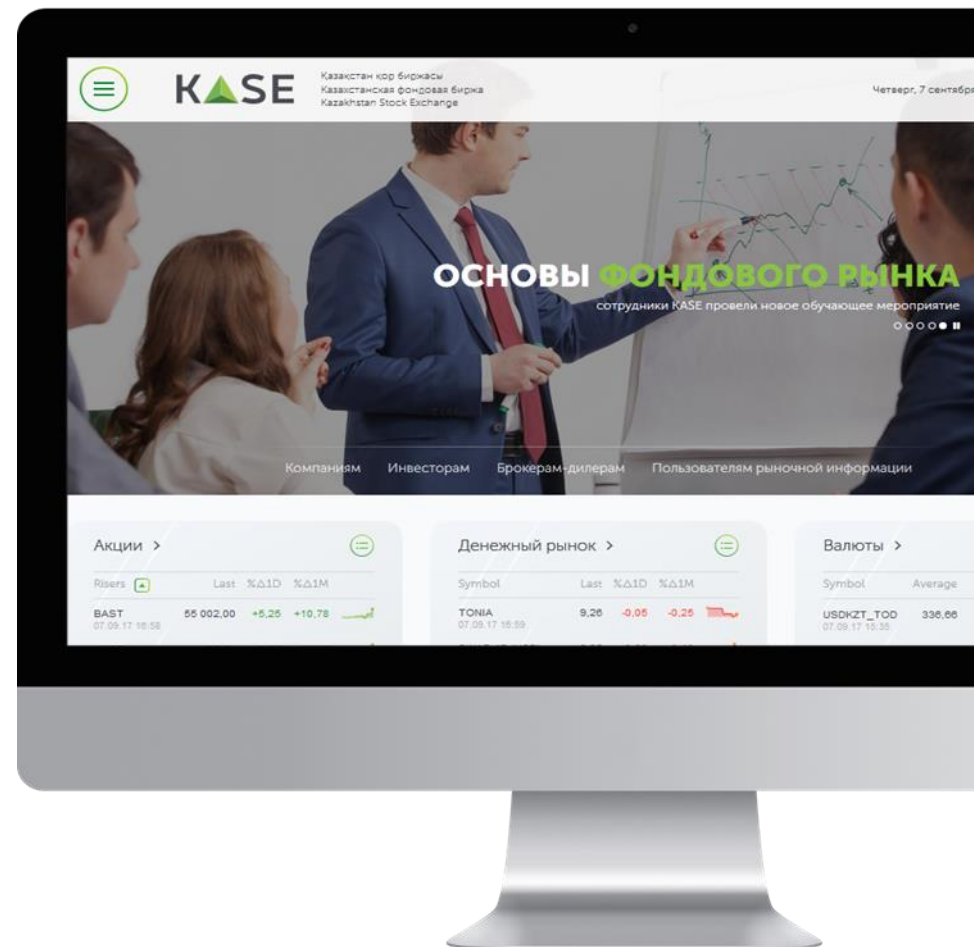 KASE
Қазақстан қор биржасы
Казахстанская фондовая биржа
Kazakhstan Stock Exchange
Четверг, 7 сентября
ОСНОВЫ ФОНДОВОГО РЫНКА
сотрудники KASE провели новое обучающее мероприятие
Компаниям Инвесторам Брокерам-дилерам Пользователям рыночной информации
Акции >
Risers Last %Δ1D %Δ1M
BAST 55 002,00 +5,25 +10,78
07.09.17 16:58
Денежный рынок >
Symbol Last %Δ1D %Δ1M
TONIA 9,26 -0,05 -0,25
07.09.17 16:59
Валюты >
Symbol Average
USDKZT_TOD 336,66
07.09.17 15:35